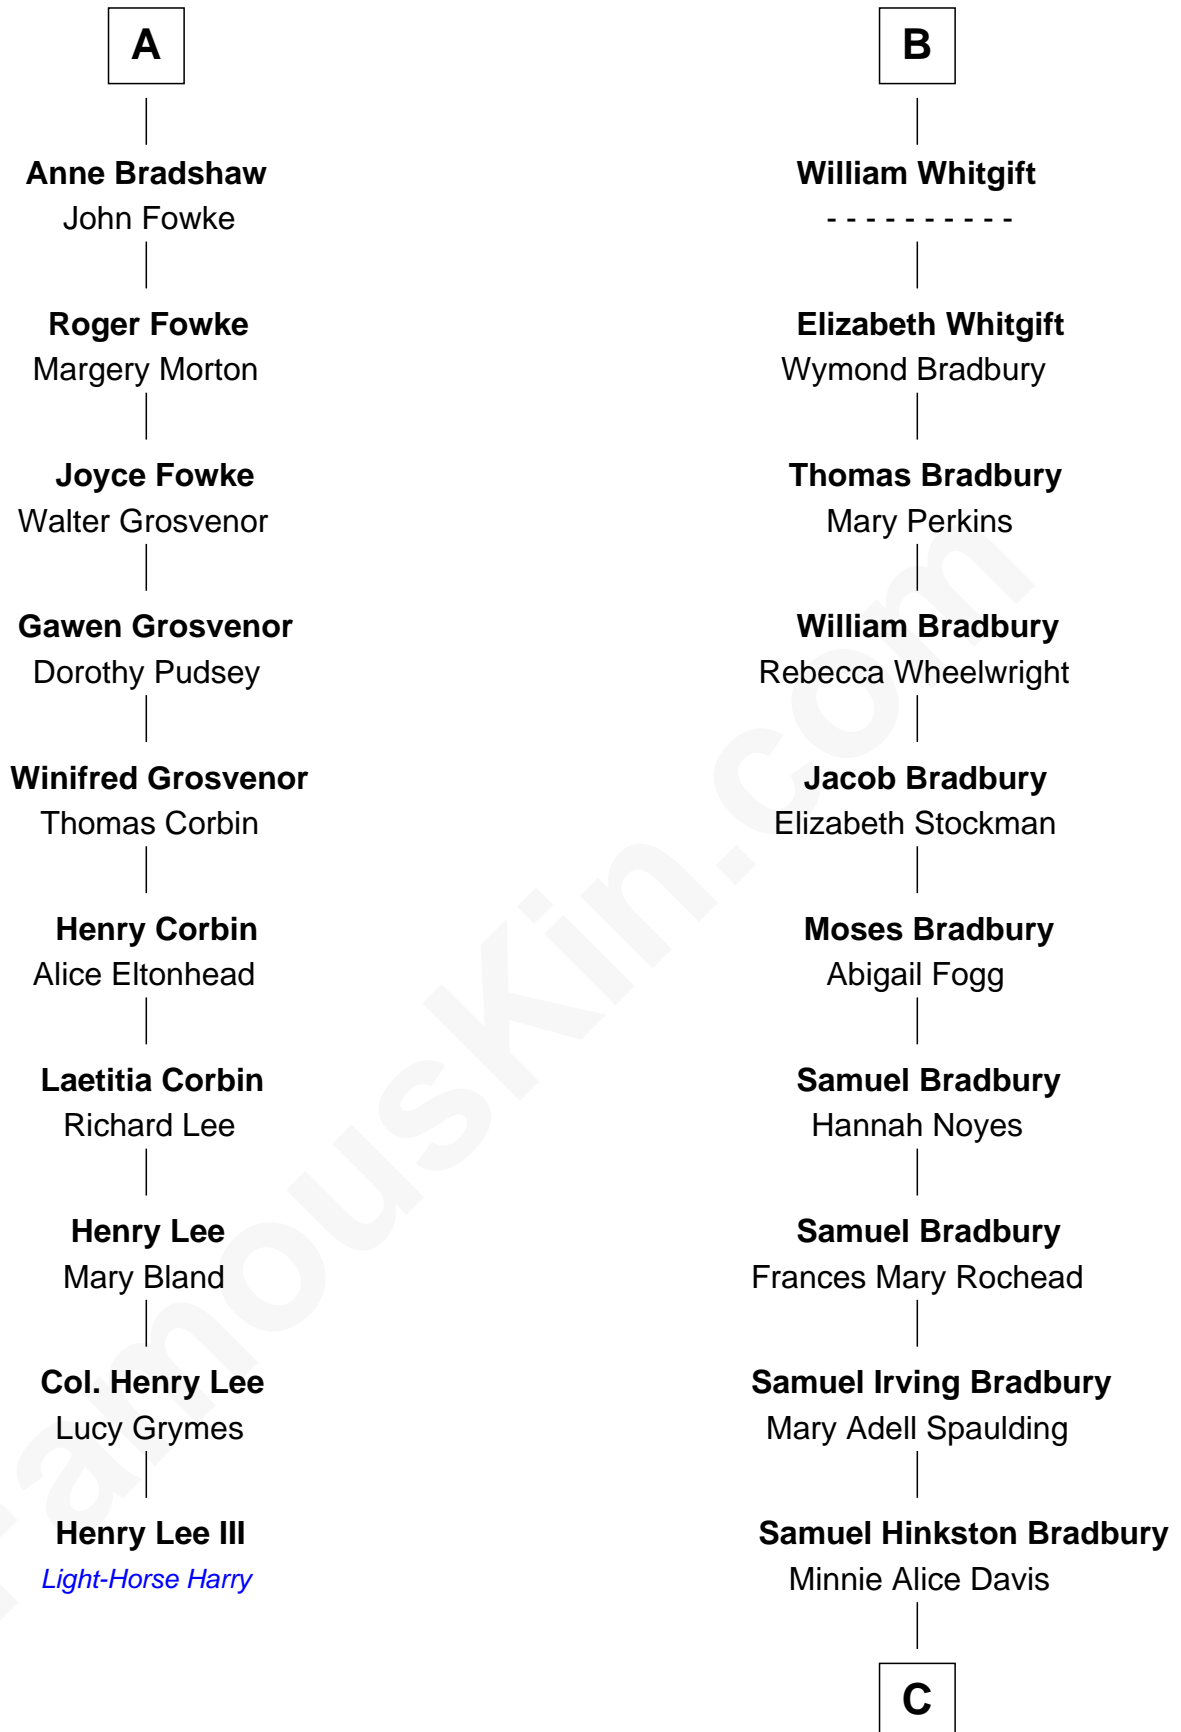 A
Anne Bradshaw
John Fowke
Roger Fowke
Margery Morton
Joyce Fowke
Walter Grosvenor
Gawen Grosvenor
Dorothy Pudsey
Winifred Grosvenor
Thomas Corbin
Henry Corbin
Alice Eltonhead
Laetitia Corbin
Richard Lee
Henry Lee
Mary Bland
Col. Henry Lee
Lucy Grymes
Henry Lee III
Light-Horse Harry
B
William Whitgift
- - - - - - - - - -
Elizabeth Whitgift
Wymond Bradbury
Thomas Bradbury
Mary Perkins
William Bradbury
Rebecca Wheelwright
Jacob Bradbury
Elizabeth Stockman
Moses Bradbury
Abigail Fogg
Samuel Bradbury
Hannah Noyes
Samuel Bradbury
Frances Mary Rochead
Samuel Irving Bradbury
Mary Adell Spaulding
Samuel Hinkston Bradbury
Minnie Alice Davis
C
FamousKin.com